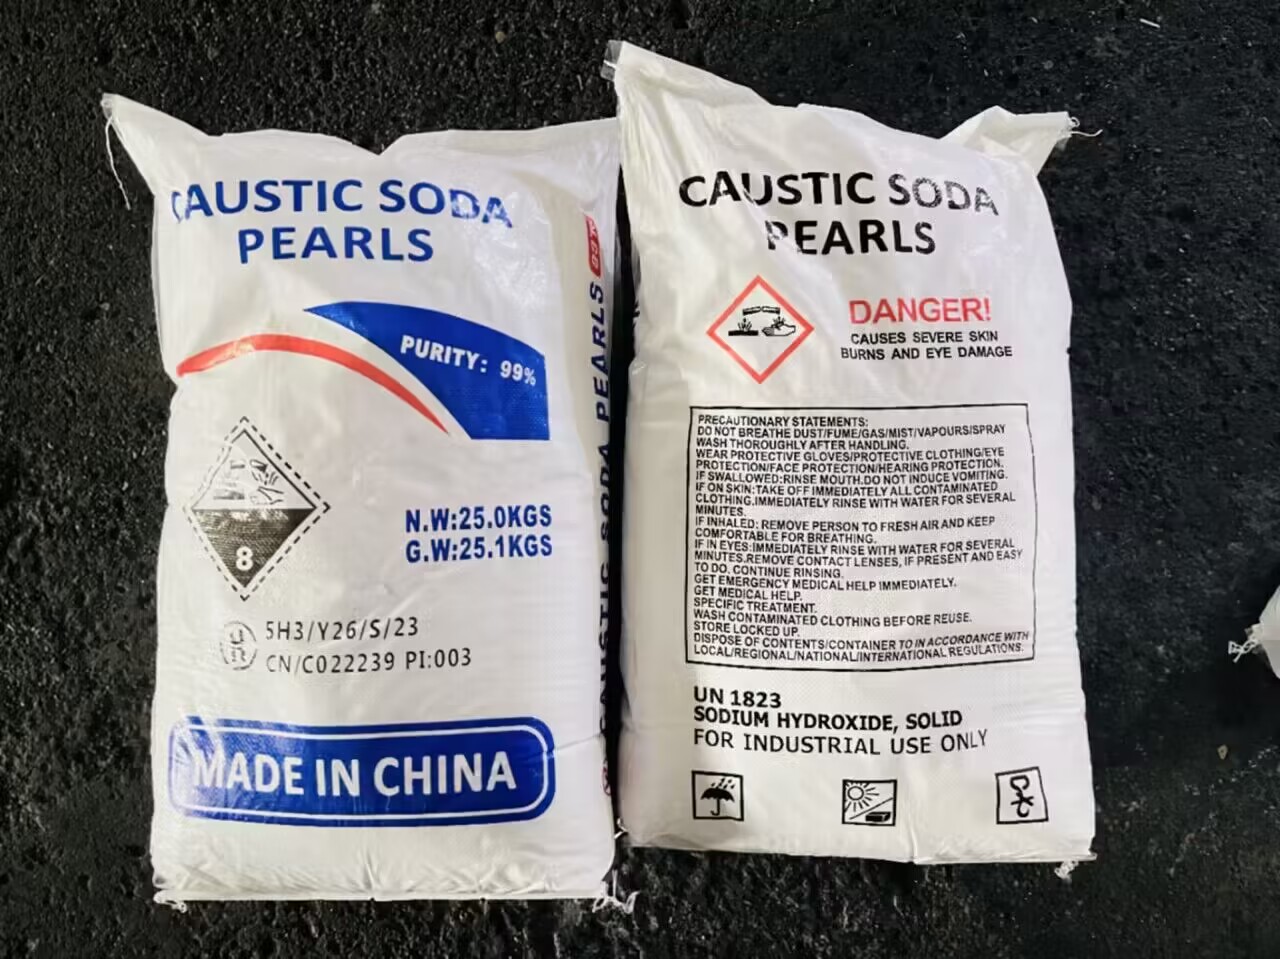 CAUSTIC SODA
PEARLS
PURITY: 99%
8
N.W:25.0KGS
G.W:25.1KGS
UN
5H3/Y26/S/23
CN/C022239 PI:003
MADE IN CHINA
CAUSTIC SODA PEARLS
CAUSTIC SODA
PEARLS
DANGER!
CAUSES SEVERE SKIN
BURNS AND EYE DAMAGE
PRECAUTIONARY STATEMENTS:
DO NOT BREATHE DUST/FUME/GAS/MIST/VAPOURS/SPRAY
WASH THOROUGHLY AFTER HANDLING.
WEAR PROTECTIVE GLOVES/PROTECTIVE CLOTHING/EYE
PROTECTION/FACE PROTECTION/HEARING PROTECTION.
IF SWALLOWED:RINSE MOUTH.DO NOT INDUCE VOMITING.
IF ON SKIN:TAKE OFF IMMEDIATELY ALL CONTAMINATED
CLOTHING.IMMEDIATELY RINSE WITH WATER FOR SEVERAL
MINUTES.
IF INHALED: REMOVE PERSON TO FRESH AIR AND KEEP
COMFORTABLE FOR BREATHING.
IF IN EYES:IMMEDIATELY RINSE WITH WATER FOR SEVERAL
MINUTES.REMOVE CONTACT LENSES, IF PRESENT AND EASY
TO DO. CONTINUE RINSING.
GET EMERGENCY MEDICAL HELP IMMEDIATELY.
GET MEDICAL HELP.
SPECIFIC TREATMENT.
WASH CONTAMINATED CLOTHING BEFORE REUSE.
STORE LOCKED UP.
DISPOSE OF CONTENTS/CONTAINER TO IN ACCORDANCE WITH
LOCAL/REGIONAL/NATIONAL/INTERNATIONAL REGULATIONS.
UN 1823
SODIUM HYDROXIDE, SOLID
FOR INDUSTRIAL USE ONLY